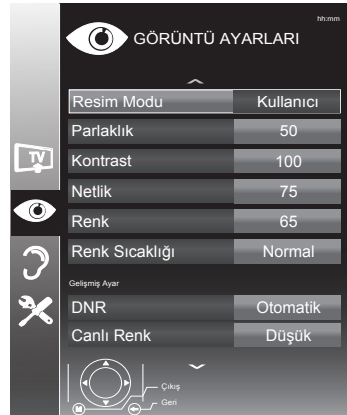 hh:mm
GÖRÜNTÜ AYARLARI
Resim Modu Kullanıcı
Parlaklık 50
Kontrast 100
TV
Netlik 75
Renk 65
Renk Sıcaklığı Normal
Gelişmiş Ayar
DNR Otomatik
Canlı Renk Düşük
Çıkış
M Geri